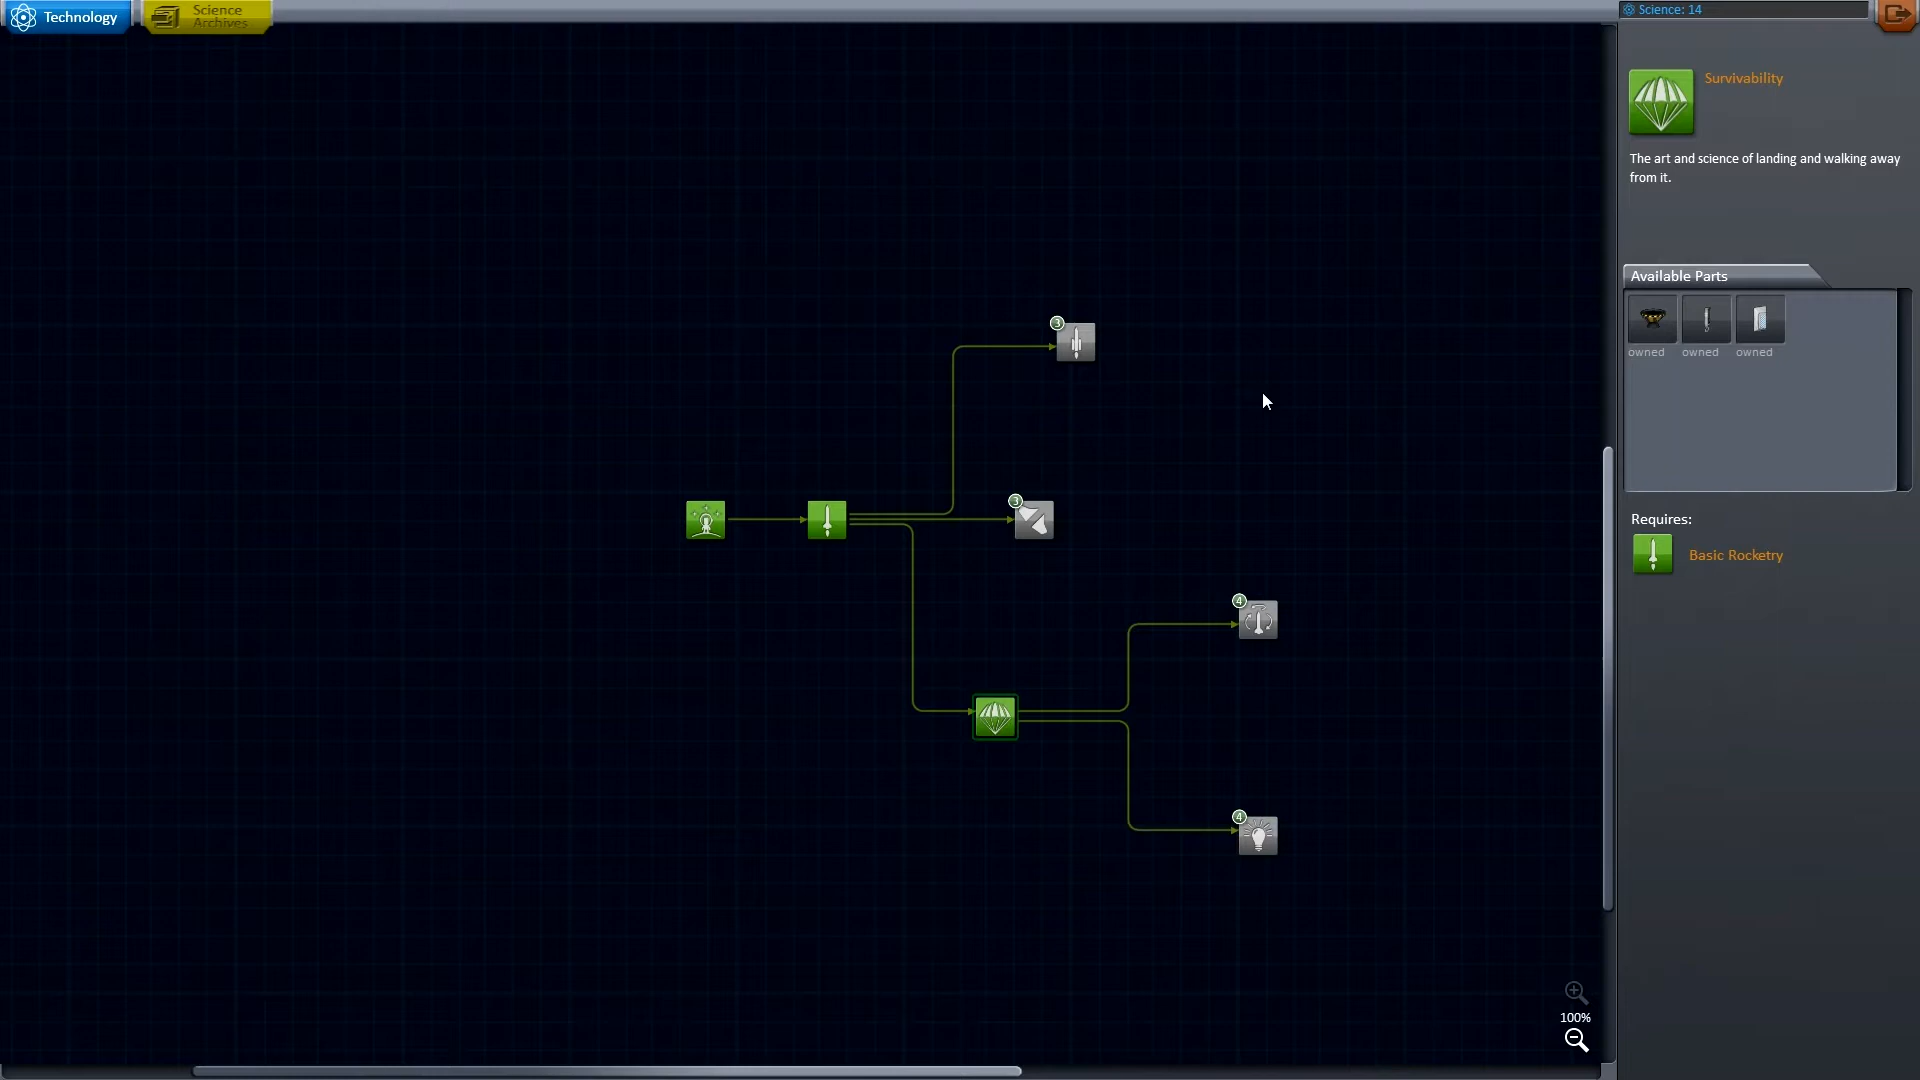 Technology
Science
Archives
Science: 14
Survivability
The art and science of landing and walking away
from it.
Available Parts
owned owned owned
Requires:
Basic Rocketry
3
3
4
4
100%